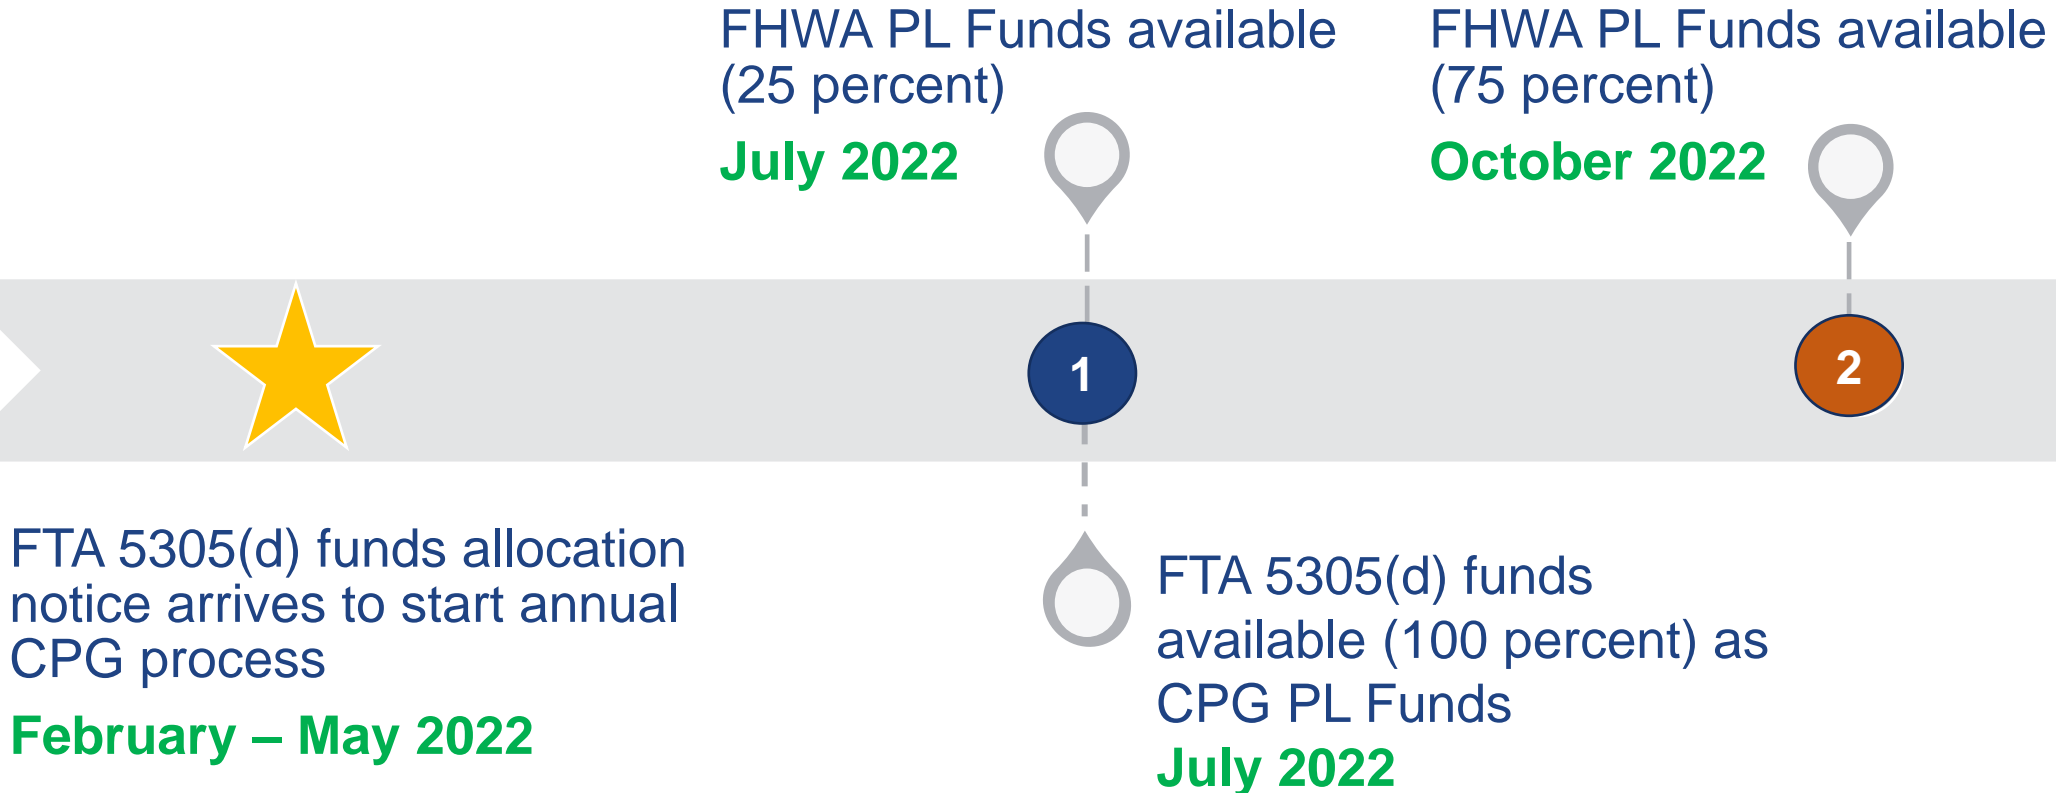 FHWA PL Funds available
(25 percent)
July 2022
FHWA PL Funds available
(75 percent)
October 2022
1
2
FTA 5305(d) funds allocation
notice arrives to start annual
CPG process
February – May 2022
FTA 5305(d) funds
available (100 percent) as
CPG PL Funds
July 2022